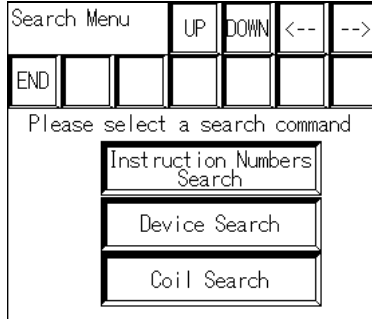 Search Menu UP DOWN <-- -->
END
Please select a search command
Instruction Numbers
Search
Device Search
Coil Search